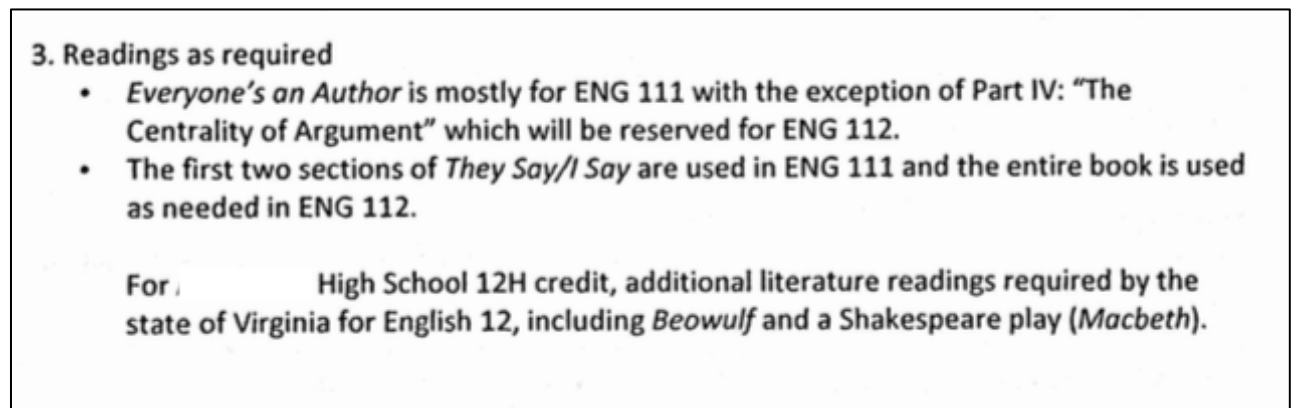 3. Readings as required
• Everyone's an Author is mostly for ENG 111 with the exception of Part IV: "The
Centrality of Argument" which will be reserved for ENG 112.
• The first two sections of They Say/I Say are used in ENG 111 and the entire book is used
as needed in ENG 112.
For High School 12H credit, additional literature readings required by the
state of Virginia for English 12, including Beowulf and a Shakespeare play (Macbeth).